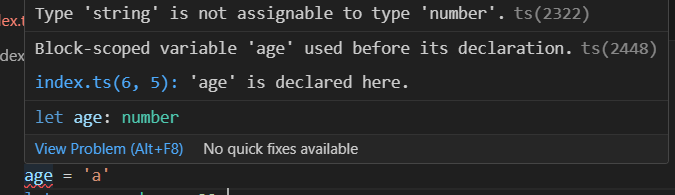 Type 'string' is not assignable to type 'number'. ts(2322)
Block-scoped variable 'age' used before its declaration. ts(2448)
index.ts(6, 5): 'age' is declared here.
let age: number
View Problem (Alt+F8) No quick fixes available
age = 'a'